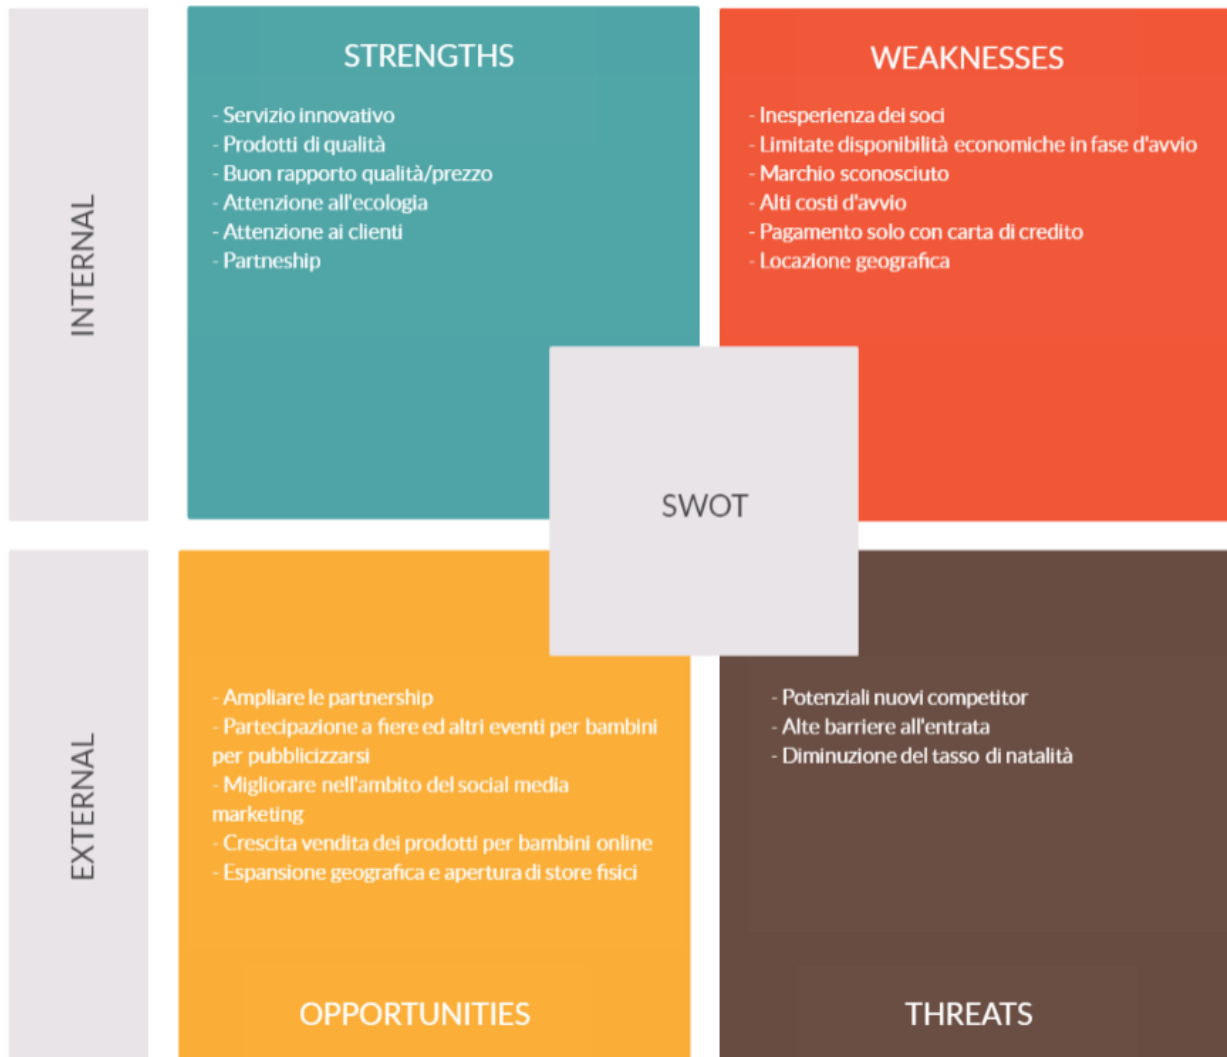 INTERNAL
STRENGTHS
- Servizio innovativo
- Prodotti di qualità
- Buon rapporto qualità/prezzo
- Attenzione all'ecologia
- Attenzione ai clienti
- Partneship
WEAKNESSES
- Inesperienza dei soci
- Limitate disponibilità economiche in fase d'avvio
- Marchio sconosciuto
- Alti costi d'avvio
- Pagamento solo con carta di credito
- Locazione geografica
SWOT
EXTERNAL
- Ampliare le partnership
- Partecipazione a fiere ed altri eventi per bambini
per pubblicizzarsi
- Migliorare nell'ambito del social media
marketing
- Crescita vendita dei prodotti per bambini online
- Espansione geografica e apertura di store fisici
OPPORTUNITIES
- Potenziali nuovi competitor
- Alte barriere all'entrata
- Diminuzione del tasso di natalità
THREATS